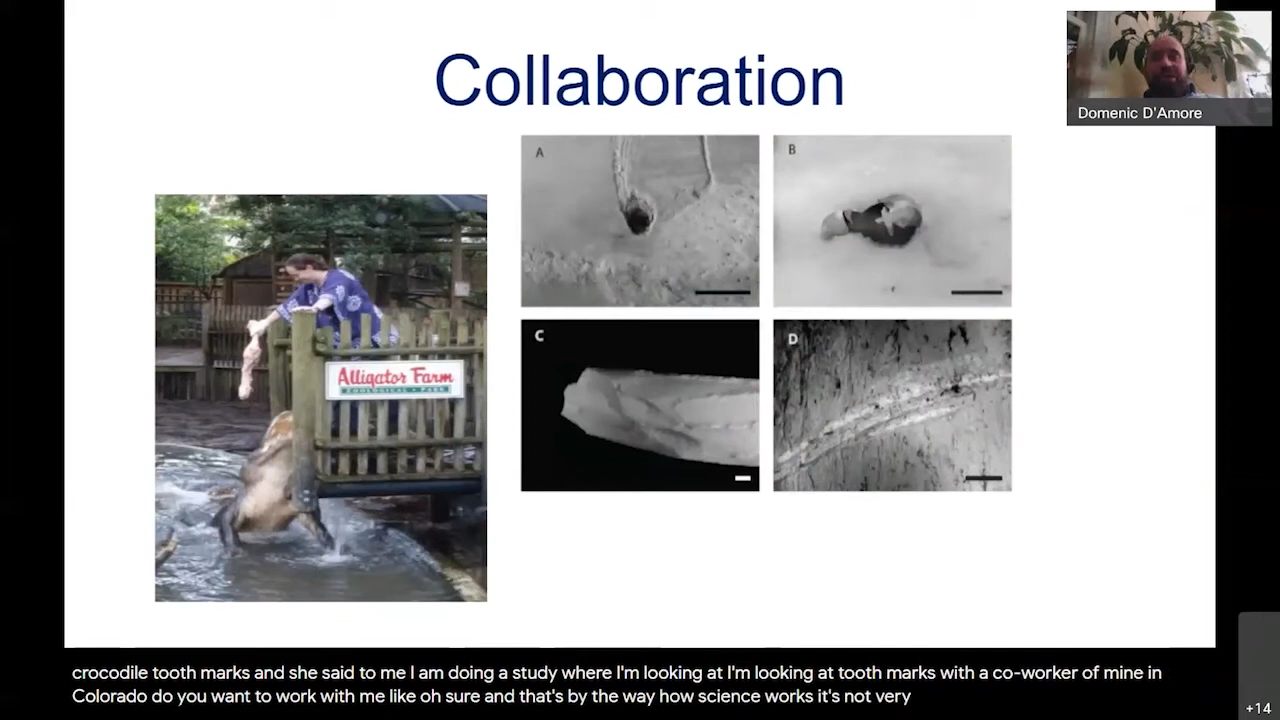 Collaboration
Domenic D'Amore
A
B
Alligator Farm
ZOOLOGICAL PARK
C
D
crocodile tooth marks and she said to me I am doing a study where I'm looking at I'm looking at tooth marks with a co-worker of mine in
Colorado do you want to work with me like oh sure and that's by the way how science works it's not very
+14